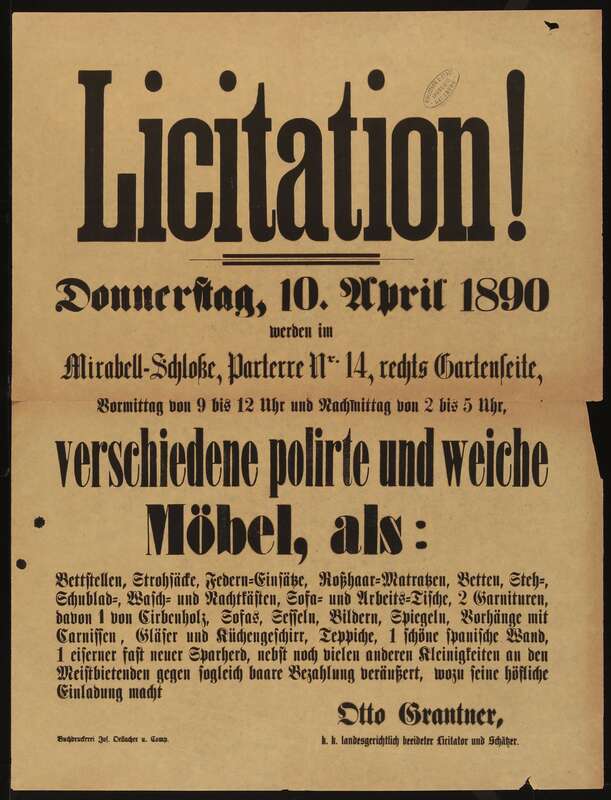 Licitation!
Donnerstag, 10. April 1890
werden im
Mirabell-Schloße, Parterre Nr. 14, rechts Gartenseite,
Vormittag von 9 bis 12 Uhr und Nachmittag von 2 bis 5 Uhr,
verschiedene polirte und weiche
Möbel, als:
Bettstellen, Strohsäcke, Federn-Einsätze, Roßhaar-Matratzen, Betten, Steh-,
Schublad-, Wasch- und Nachtkästen, Sofa- und Arbeits-Tische, 2 Garnituren,
davon 1 von Cirbenholz, Sofas, Sesseln, Bildern, Spiegeln, Vorhänge mit
Carnissen, Gläser und Küchengeschirr, Teppiche, 1 schöne spanische Wand,
1 eiserner fast neuer Sparherd, nebst noch vielen anderen Kleinigkeiten an den
Meistbietenden gegen sogleich baare Bezahlung veräußert, wozu seine höfliche
Einladung macht
Otto Grantner,
k. k. landesgerichtlich beeideter Licitator und Schätzer.
Buchdruckerei Jos. Oellacher u. Comp.